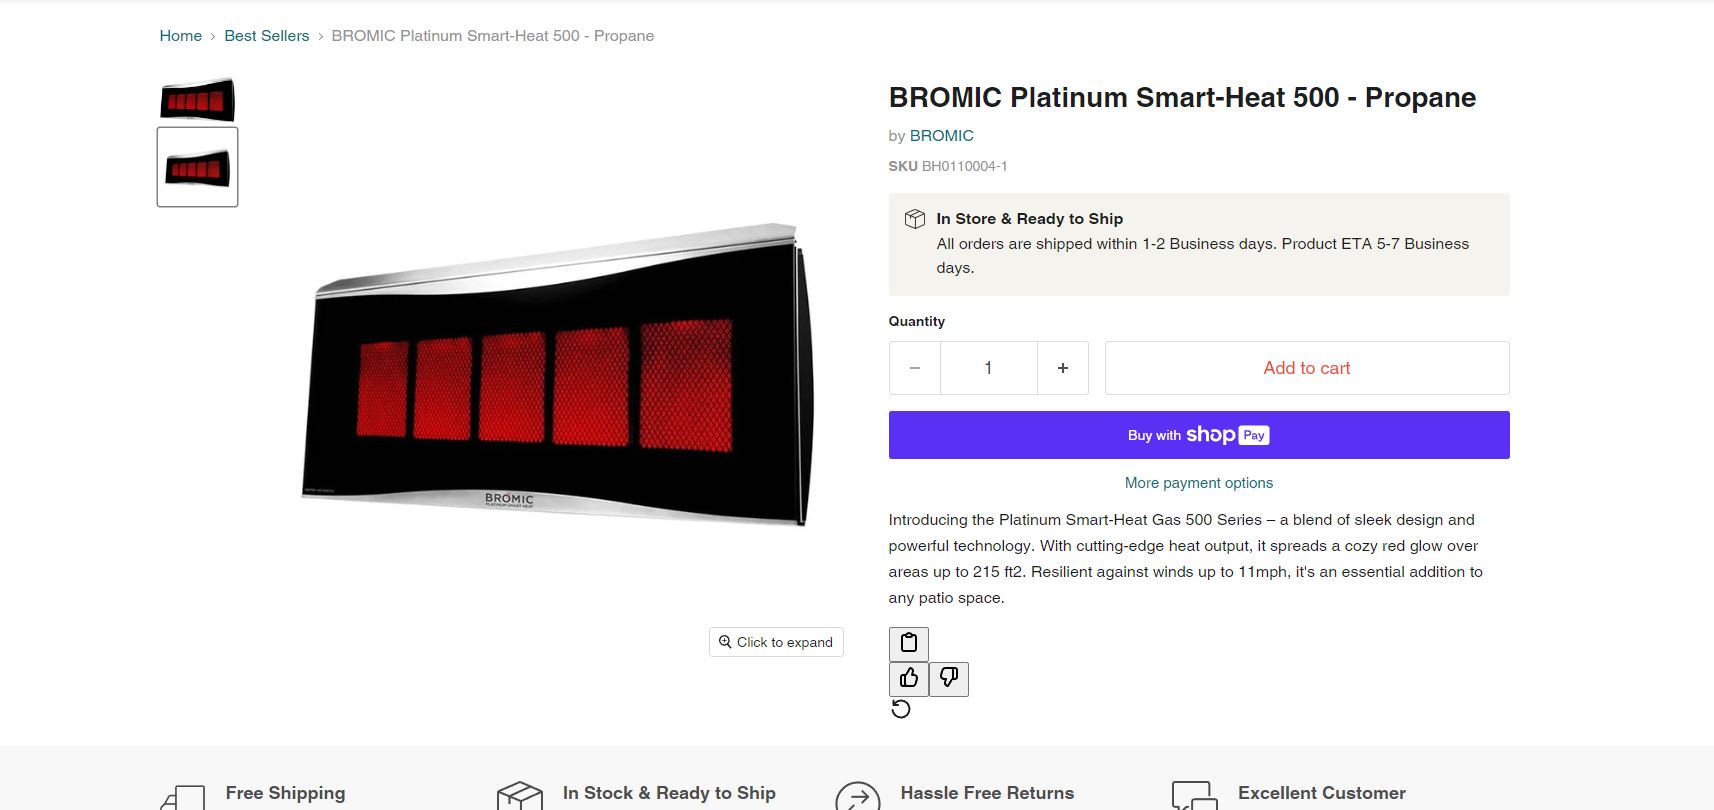 Home › Best Sellers › BROMIC Platinum Smart-Heat 500 - Propane
BROMIC Platinum Smart-Heat 500 - Propane
by BROMIC
SKU BH0110004-1
In Store & Ready to Ship
All orders are shipped within 1-2 Business days. Product ETA 5-7 Business
days.
Quantity
− 1 +
Add to cart
Buy with shop Pay
More payment options
Introducing the Platinum Smart-Heat Gas 500 Series – a blend of sleek design and
powerful technology. With cutting-edge heat output, it spreads a cozy red glow over
areas up to 215 ft2. Resilient against winds up to 11mph, it's an essential addition to
any patio space.
BROMIC
PLATINUM SMART-HEAT
Click to expand
Free Shipping
In Stock & Ready to Ship
Hassle Free Returns
Excellent Customer